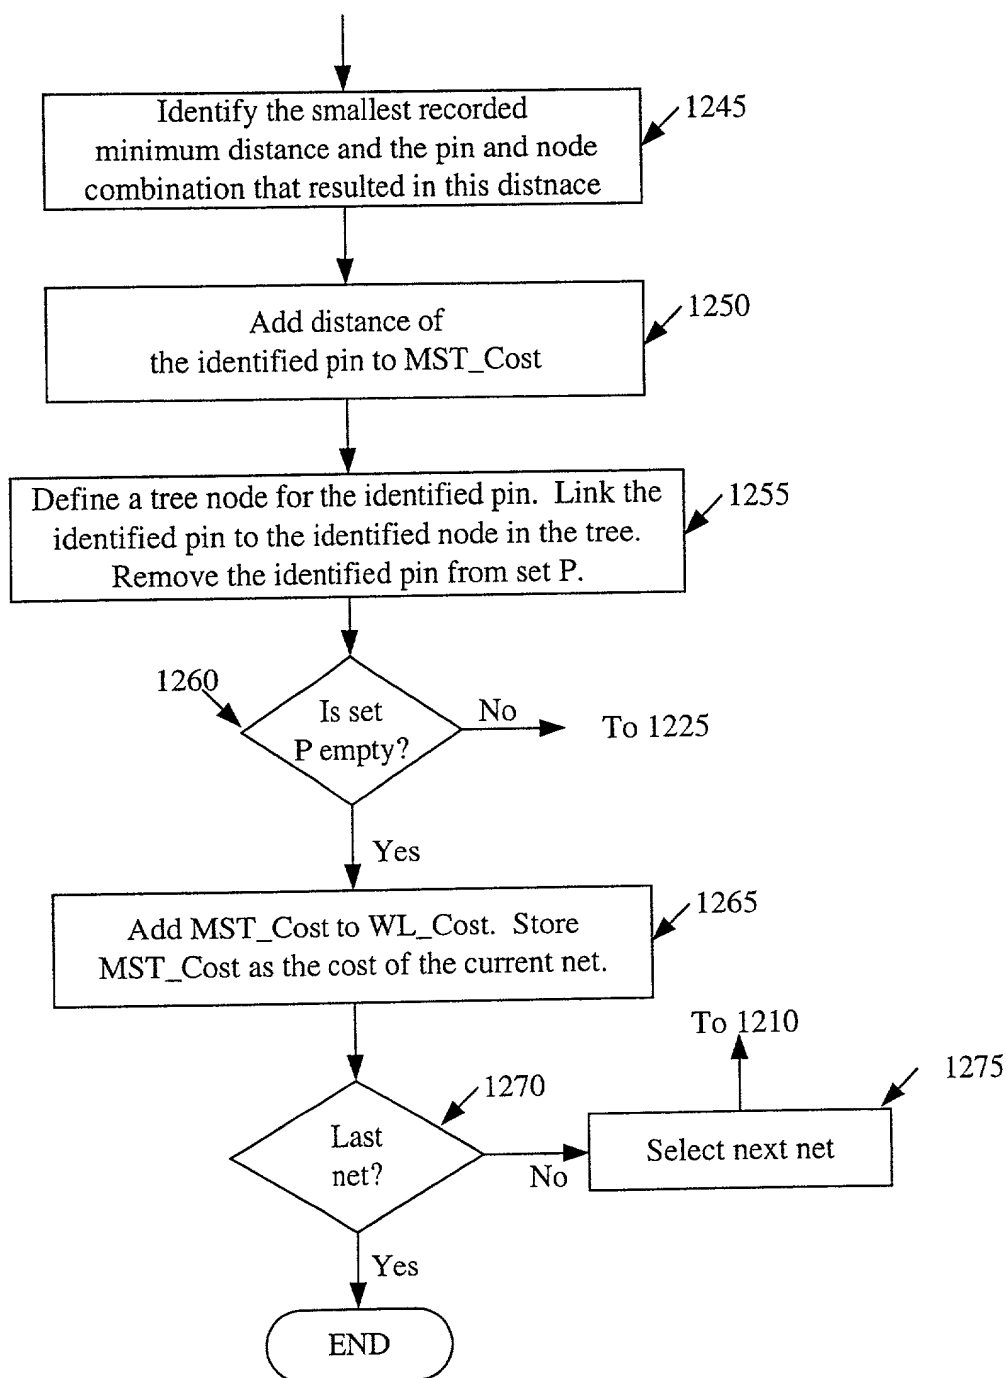 Identify the smallest recorded
minimum distance and the pin and node
combination that resulted in this distnace
1245
Add distance of
the identified pin to MST_Cost
1250
Define a tree node for the identified pin. Link the
identified pin to the identified node in the tree.
Remove the identified pin from set P.
1255
1260
Is set
P empty?
No
To 1225
Yes
Add MST_Cost to WL_Cost. Store
MST_Cost as the cost of the current net.
1265
To 1210
1270
1275
Last
net?
No
Select next net
Yes
END